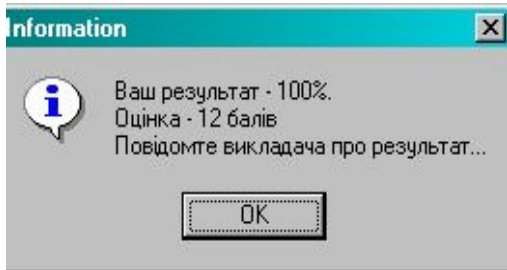 Information
Ваш результат - 100%.
Оцінка - 12 балів
Повідомте викладача про результат...
OK